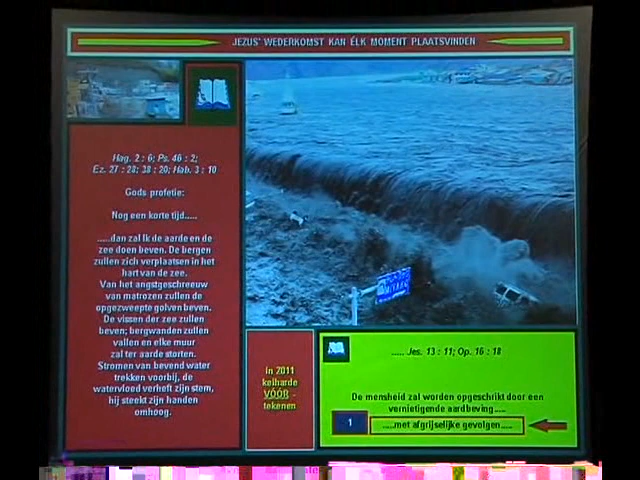 JEZUS' WEDERKOMST KAN ÉLK MOMENT PLAATSVINDEN
Hag. 2 : 6; Ps. 46 : 2;
Ez. 27 : 28; 38 : 20; Hab. 3 : 10
Gods profetie:
Nog een korte tijd.....
.....dan zal Ik de aarde en de
zee doen beven. De bergen
zullen zich verplaatsen in het
hart van de zee.
Van het angstgeschreeuw
van matrozen zullen de
opgezweepte golven beven.
De vissen der zee zullen
beven; bergwanden zullen
vallen en elke muur
zal ter aarde storten.
Stromen van bevend water
trekken voorbij, de
watervloed verheft zijn stem,
hij steekt zijn handen
omhoog.
In 2011
keiharde
VÓÓR -
tekenen
..... Jes. 13 : 11; Op. 16 : 18
De mensheid zal worden opgeschrikt door een
vernietigende aardbeving.....
1
.....met afgrijselijke gevolgen.....